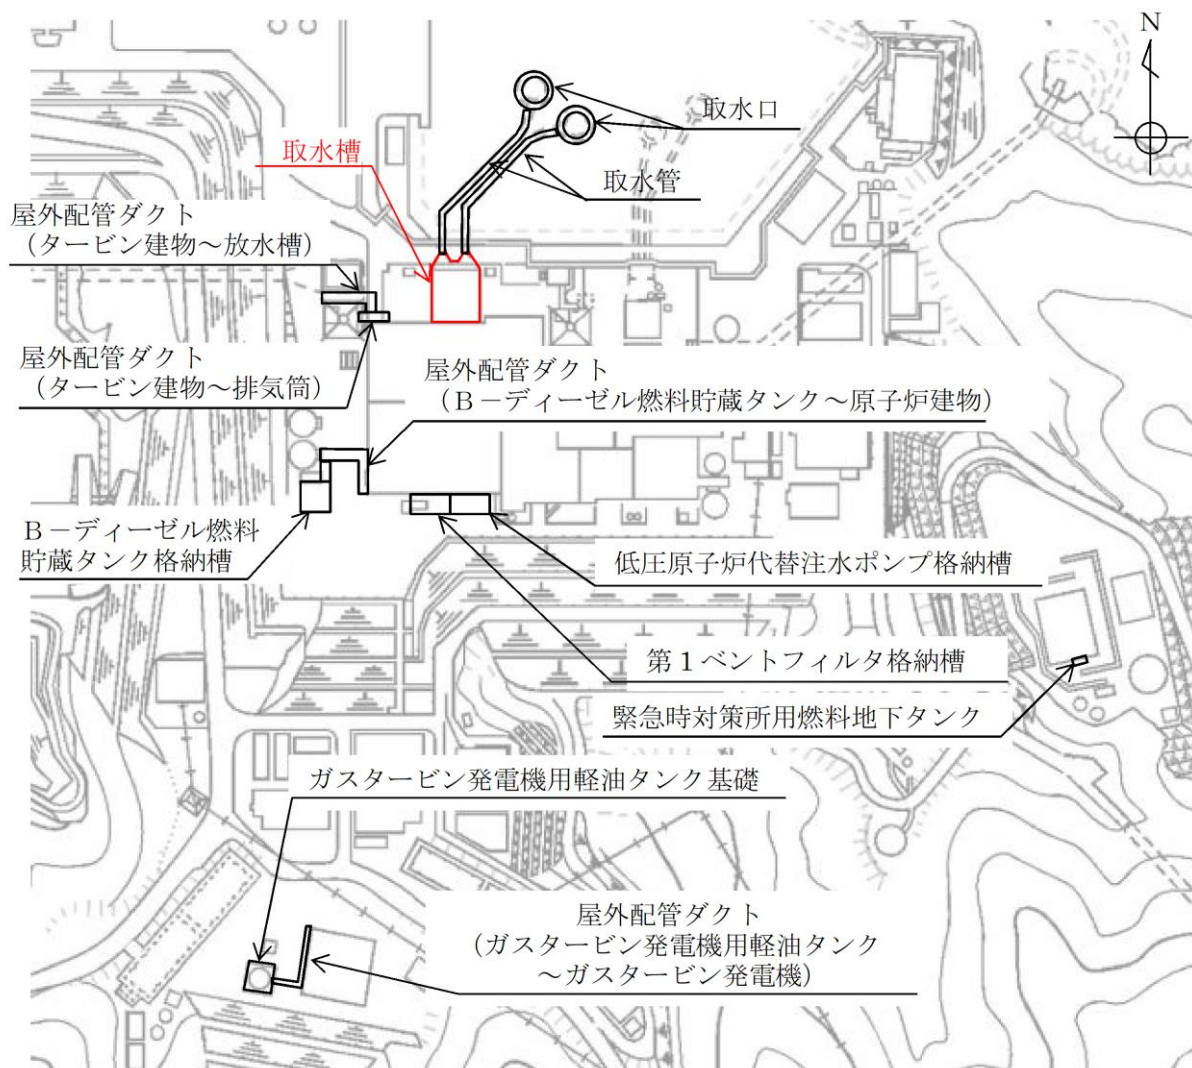 N
取水口
取水槽
取水管
屋外配管ダクト
(タービン建物~放水槽)
屋外配管ダクト
(タービン建物~排気筒)
屋外配管ダクト
(B-ディーゼル燃料貯蔵タンク~原子炉建物)
B-ディーゼル燃料
貯蔵タンク格納槽
低圧原子炉代替注水ポンプ格納槽
第1ベントフィルタ格納槽
緊急時対策所用燃料地下タンク
ガスタービン発電機用軽油タンク基礎
屋外配管ダクト
(ガスタービン発電機用軽油タンク
~ガスタービン発電機)